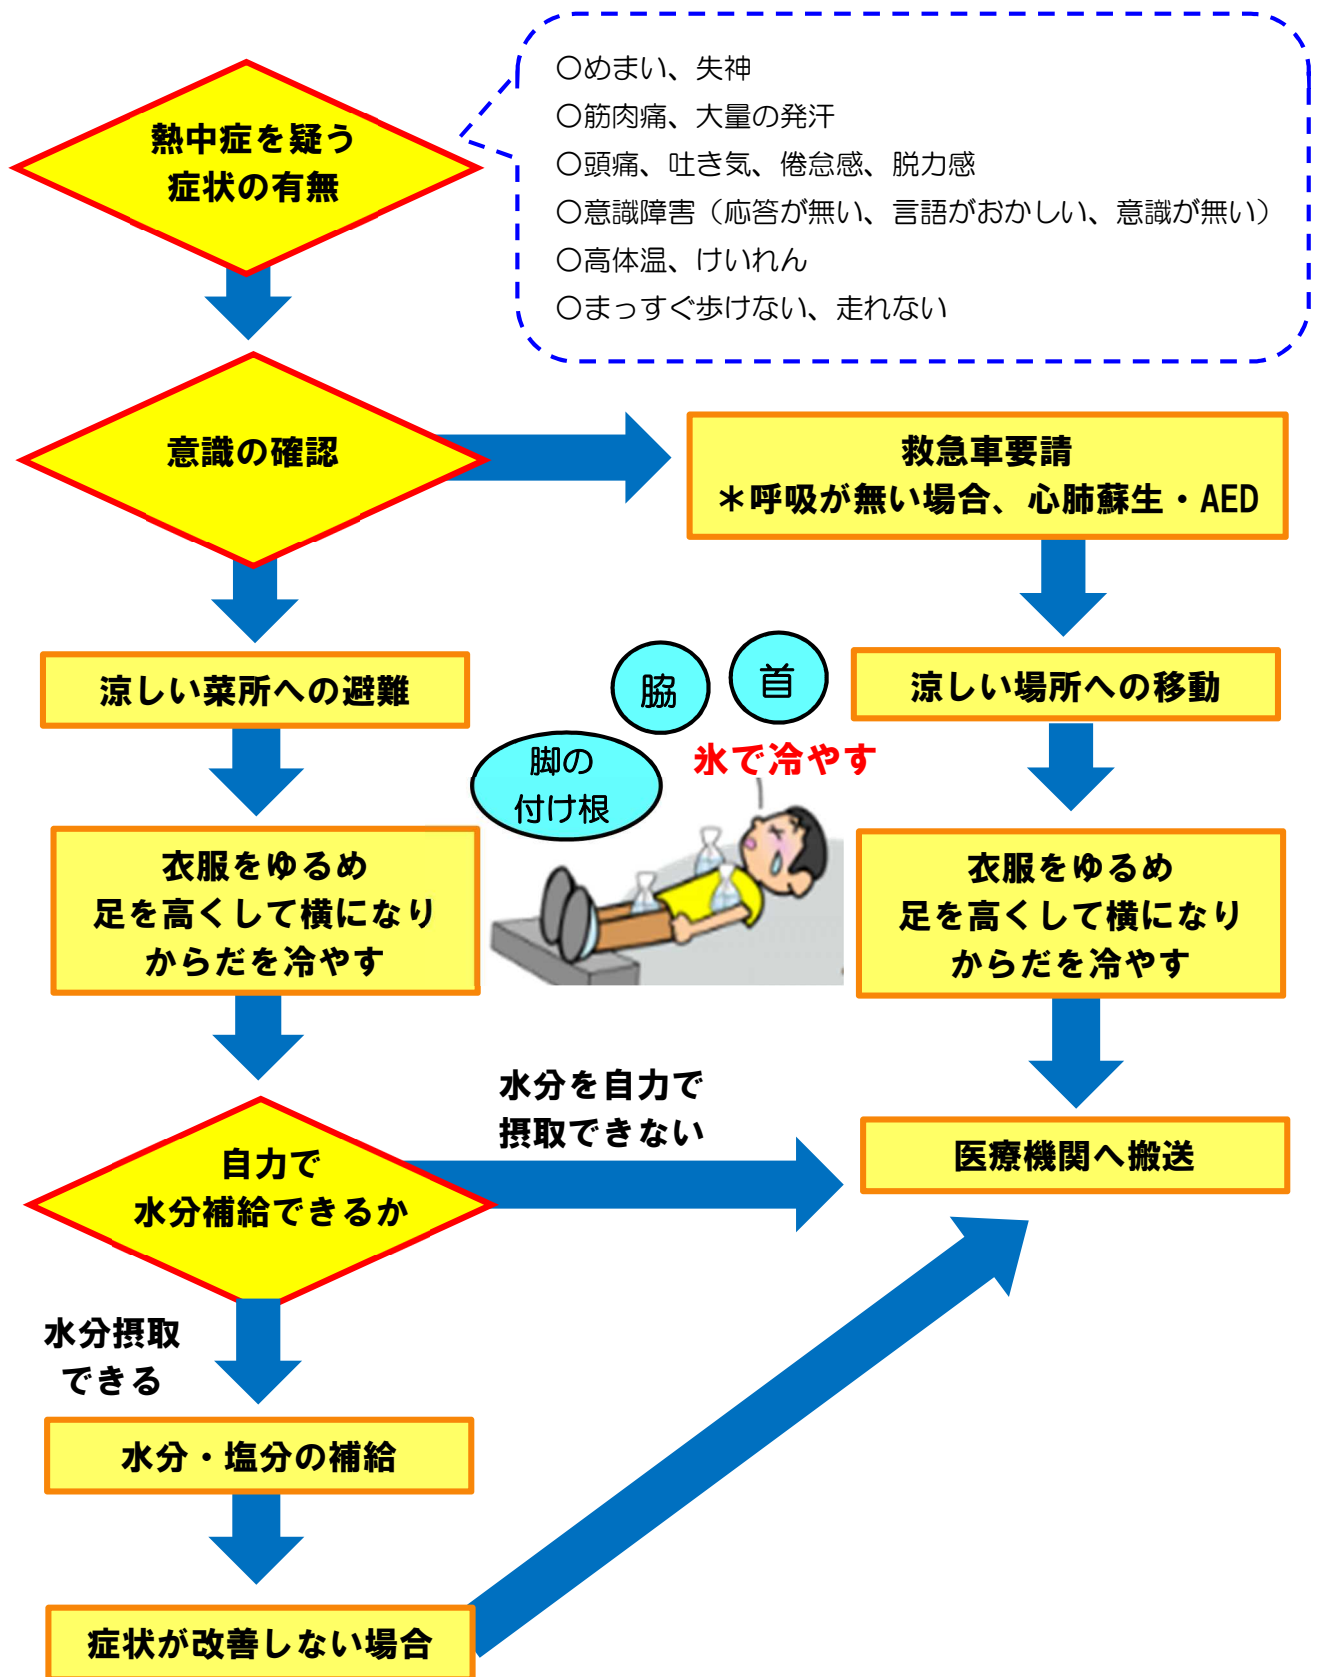 熱中症を疑う
症状の有無
〇めまい、失神
〇筋肉痛、大量の発汗
〇頭痛、吐き気、倦怠感、脱力感
〇意識障害（応答が無い、言語がおかしい、意識が無い）
〇高体温、けいれん
〇まっすぐ歩けない、走れない
意識の確認
救急車要請
＊呼吸が無い場合、心肺蘇生・AED
涼しい菜所への避難
脇
首
涼しい場所への移動
脚の
付け根
氷で冷やす
衣服をゆるめ
足を高くして横になり
からだを冷やす
衣服をゆるめ
足を高くして横になり
からだを冷やす
水分を自力で
摂取できない
自力で
水分補給できるか
医療機関へ搬送
水分摂取
できる
水分・塩分の補給
症状が改善しない場合